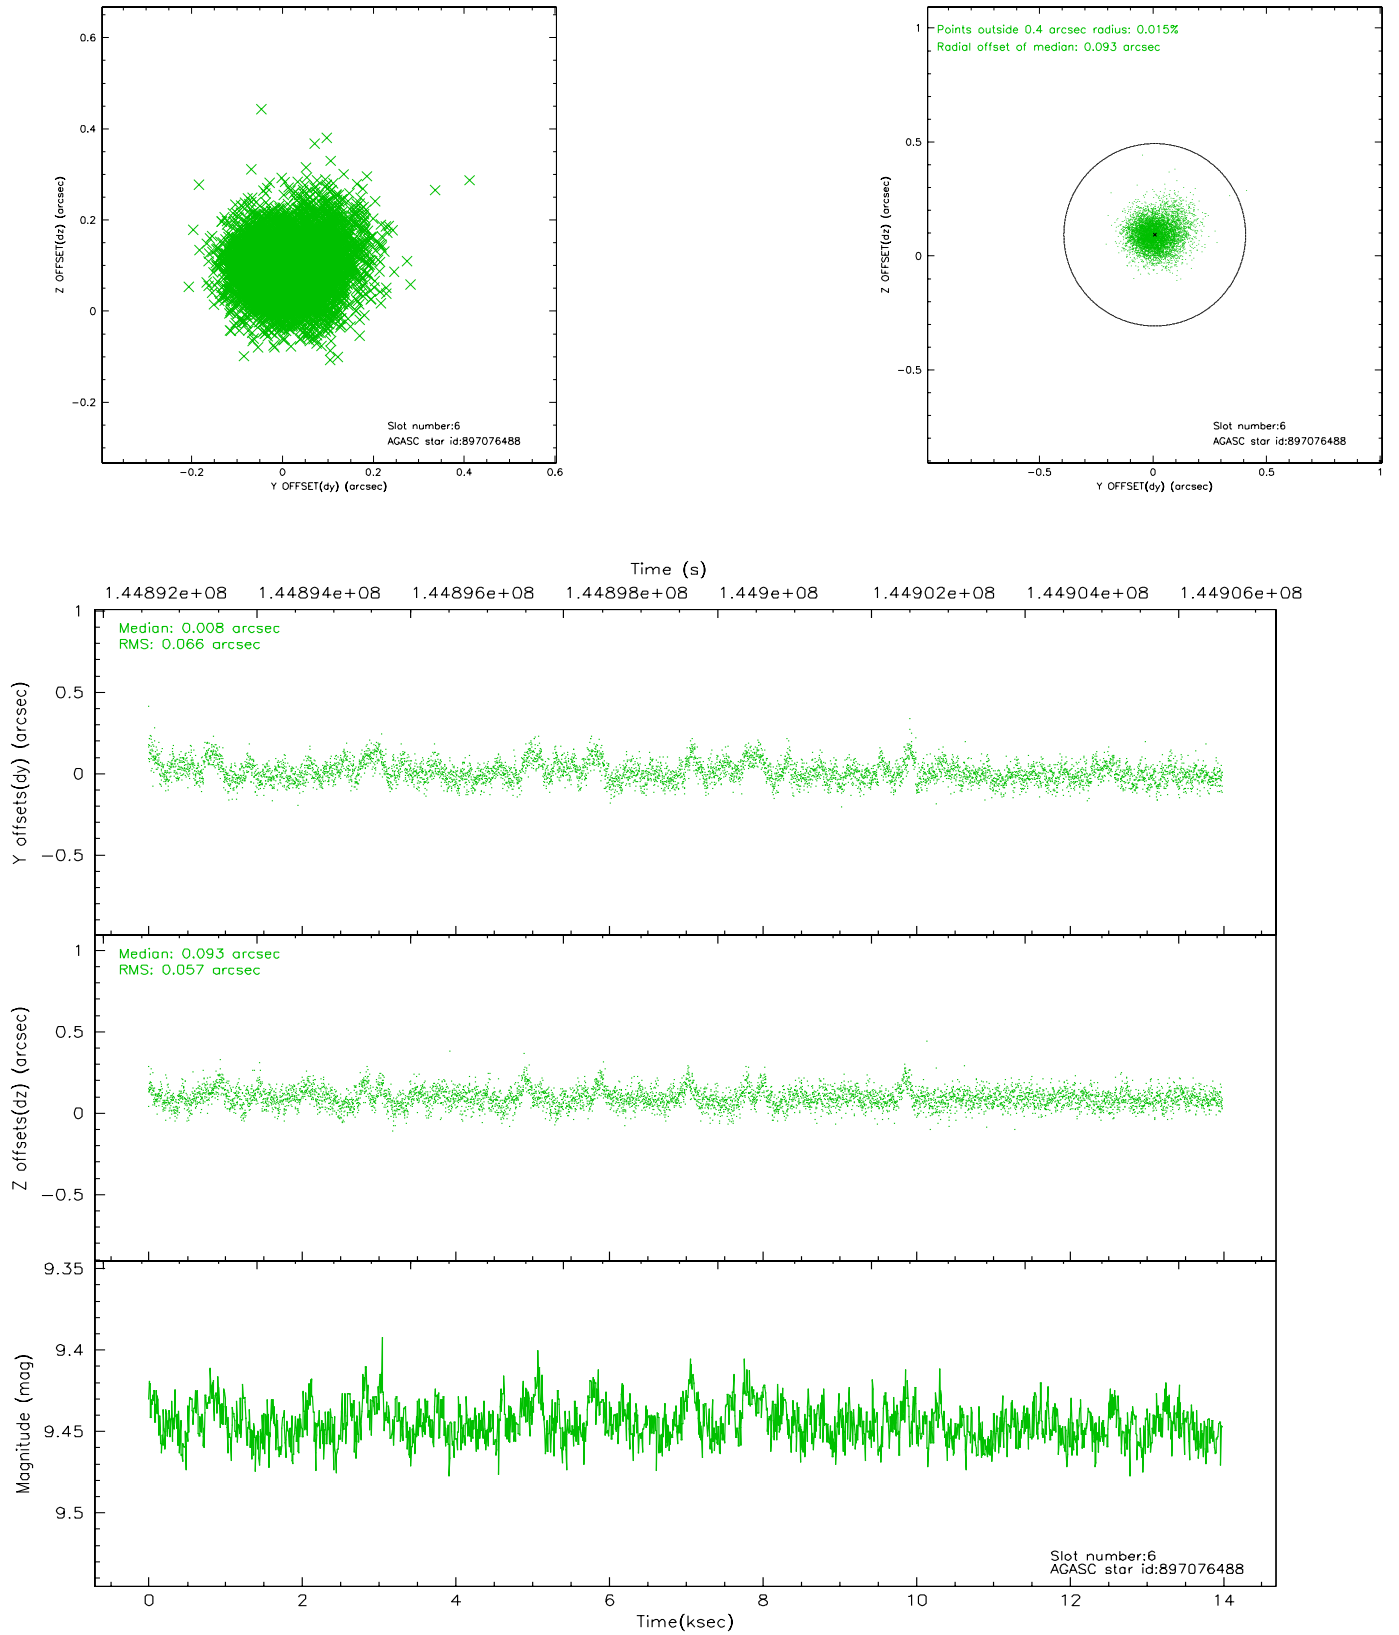 0.6
0.4
0.2
0
−0.2
Z OFFSET(dz) (arcsec)
Slot number:6
AGASC star id:897076488
−0.2 0 0.2 0.4 0.6
Y OFFSET(dy) (arcsec)
Points outside 0.4 arcsec radius: 0.015%
Radial offset of median: 0.093 arcsec
1
0.5
0
−0.5
Z OFFSET(dz) (arcsec)
Slot number:6
AGASC star id:897076488
−0.5 0 0.5 1
Y OFFSET(dy) (arcsec)
Time (s)
1.44892e+08 1.44894e+08 1.44896e+08 1.44898e+08 1.449e+08 1.44902e+08 1.44904e+08 1.44906e+08
Median: 0.008 arcsec
RMS: 0.066 arcsec
1
0.5
0
−0.5
Y offsets(dy) (arcsec)
Median: 0.093 arcsec
RMS: 0.057 arcsec
1
0.5
0
−0.5
Z offsets(dz) (arcsec)
9.35
9.4
9.45
9.5
Magnitude (mag)
Slot number:6
AGASC star id:897076488
0 2 4 6 8 10 12 14
Time(ksec)